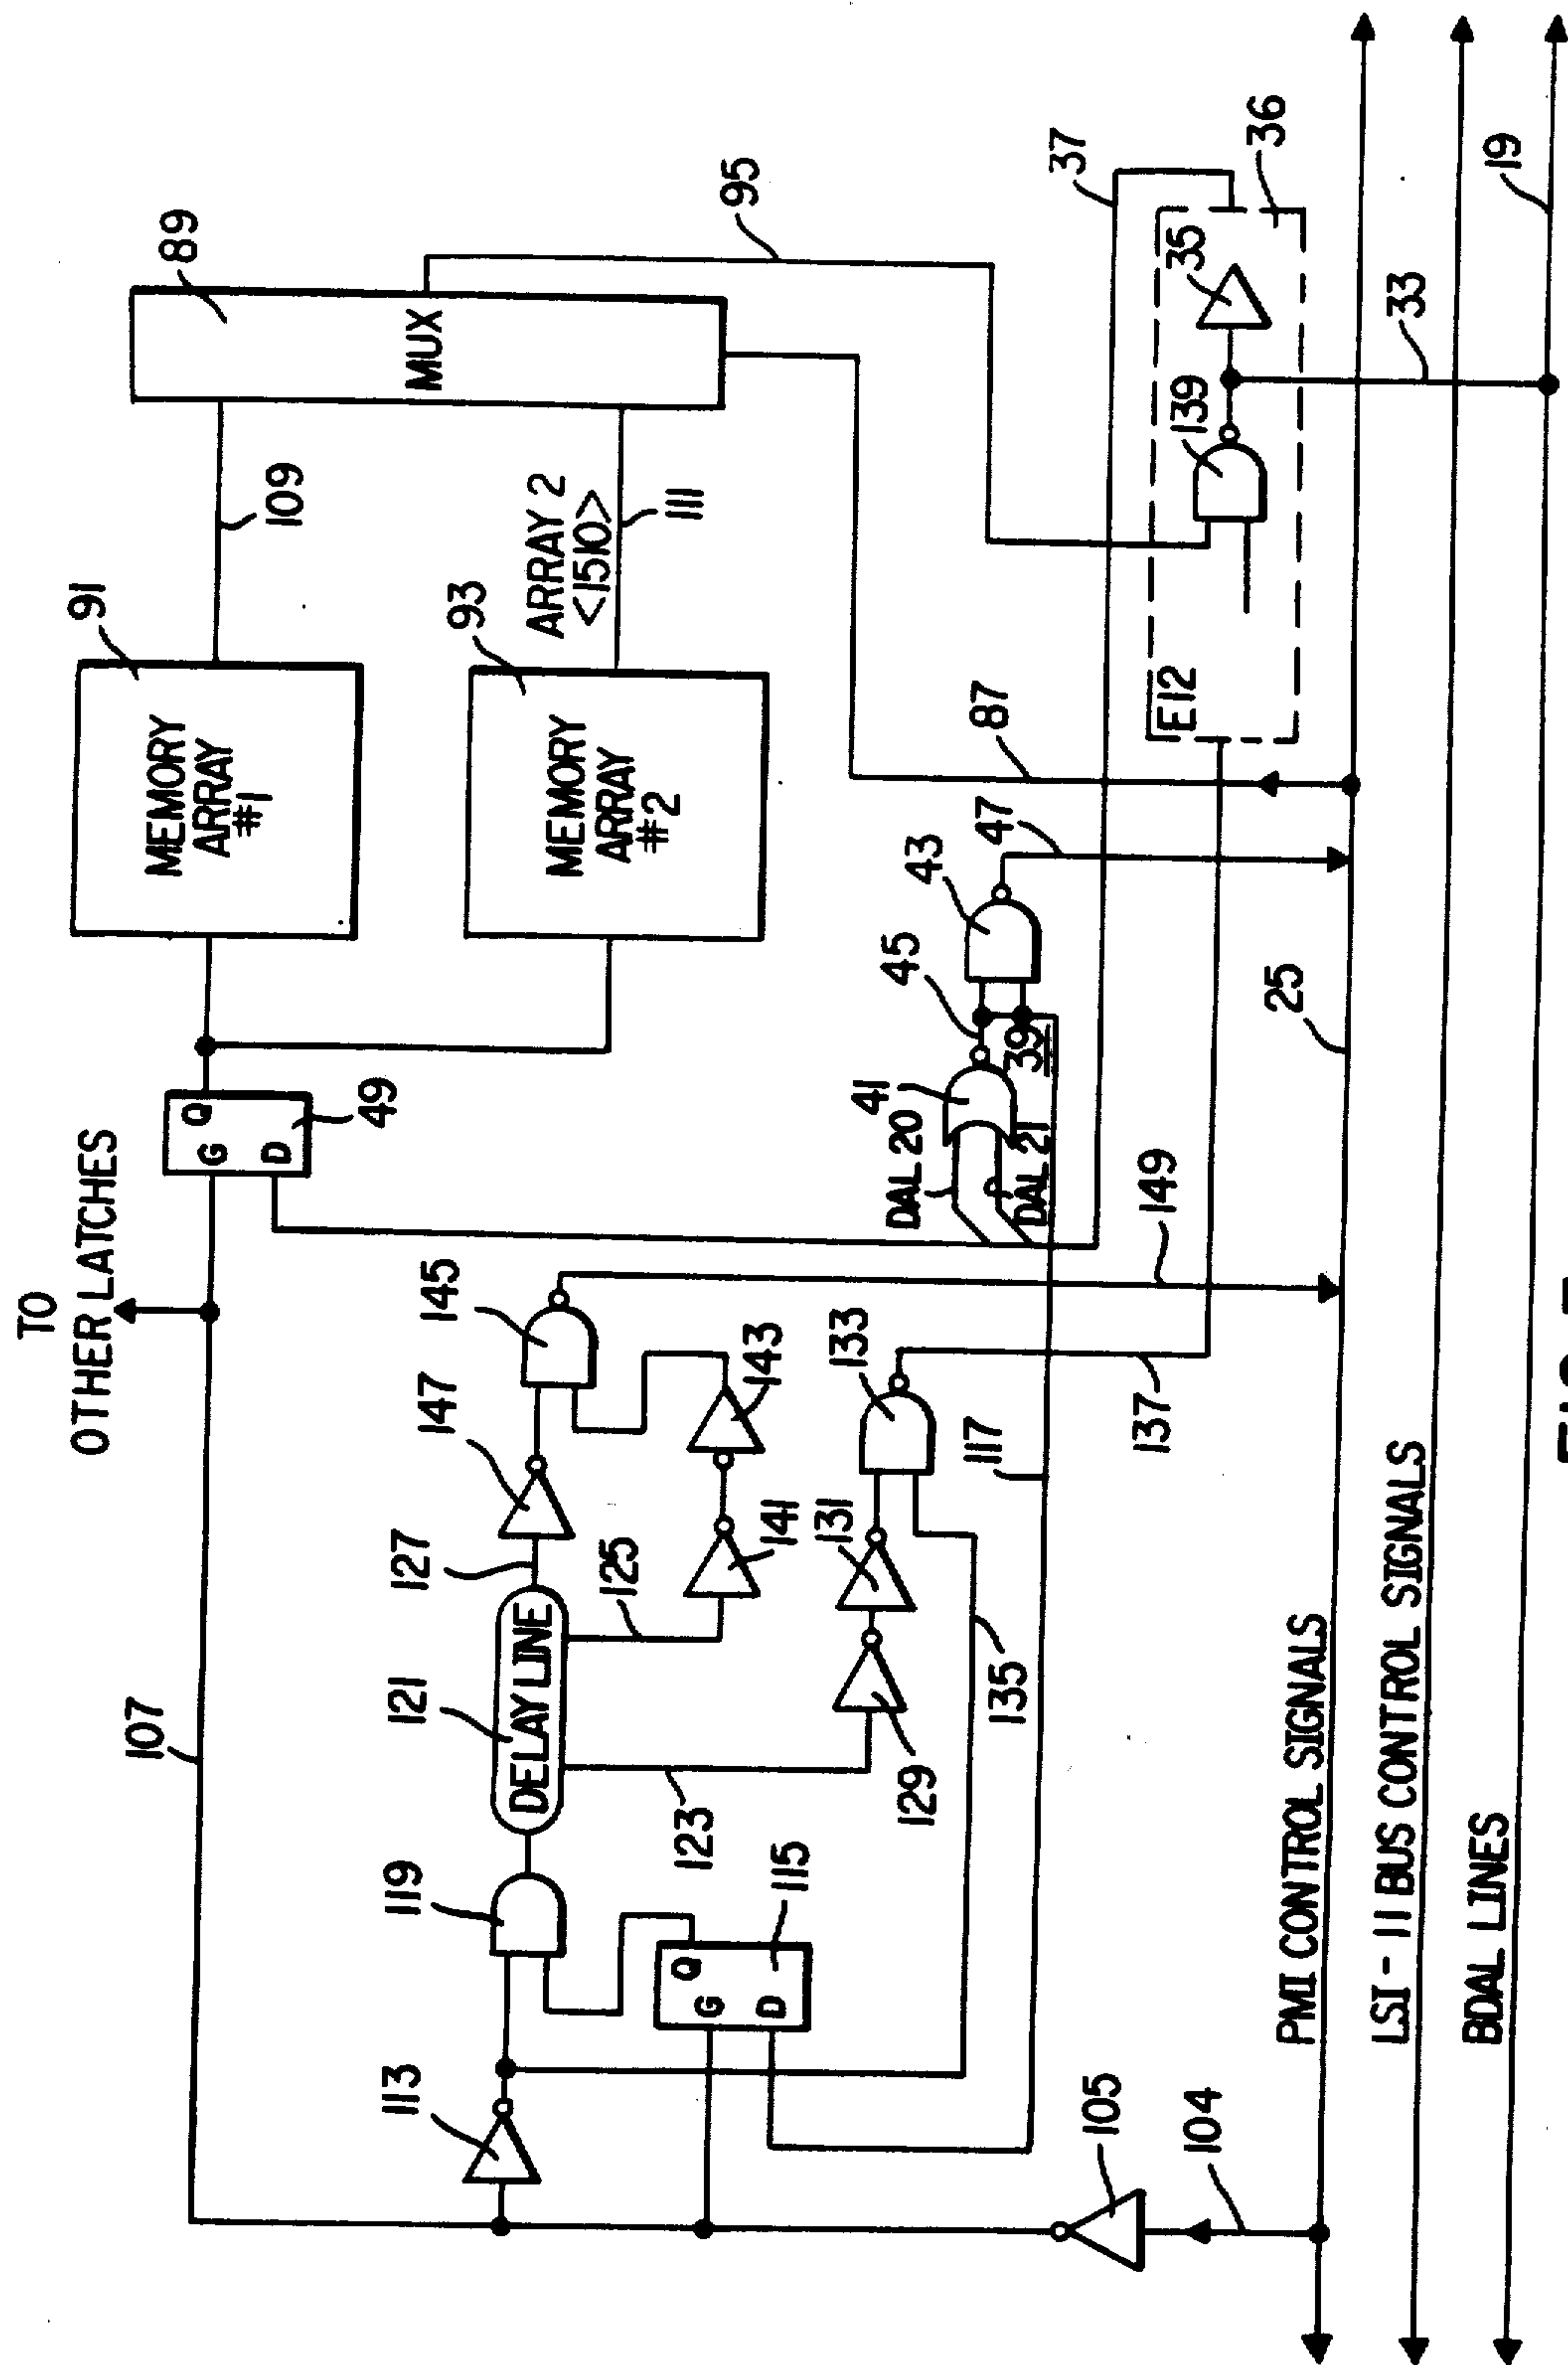 TO
OTHER LATCHES
107
G
Q
D
49
MEMORY
ARRAY
#1
91
109
89
MUX
MEMORY
ARRAY
#2
93
ARRAY 2
<1510>
111
95
113
119
121
DELAY LINE
127
147
145
125
141
143
123
129
131
133
115
G
Q
D
135
117
137
149
DAL 20
DAL 21
41
39
45
43
47
87
37
E12
139
35
36
105
104
25
33
19
PMI CONTROL SIGNALS
LSI - 11 BUS CONTROL SIGNALS
BDAL LINES